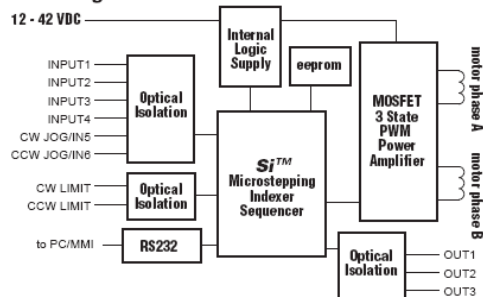 12 - 42 VDC
Internal
Logic
Supply
eeprom
INPUT1
INPUT2
INPUT3
INPUT4
CW JOG/IN5
CCW JOG/IN6
Optical
Isolation
MOSFET
3 State
PWM
Power
Amplifier
motor phase A
motor phase B
Si™
Microstepping
Indexer
Sequencer
CW LIMIT
CCW LIMIT
Optical
Isolation
to PC/MMI
RS232
Optical
Isolation
OUT1
OUT2
OUT3